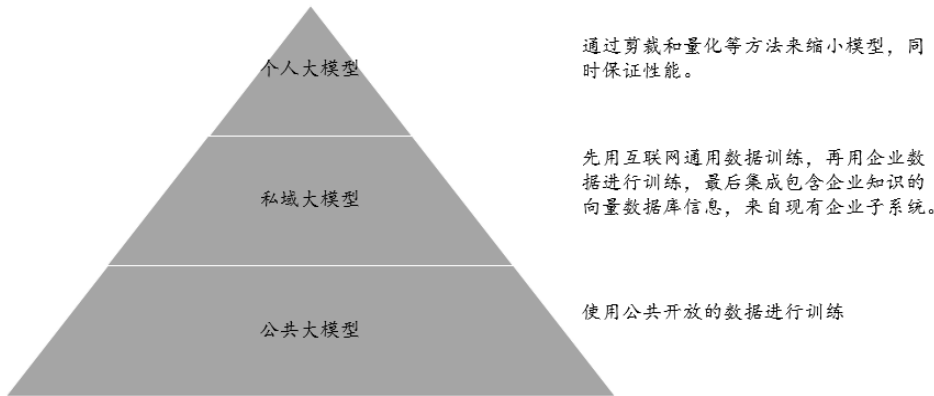 个人大模型
通过剪裁和量化等方法来缩小模型，同
时保证性能。
私域大模型
先用互联网通用数据训练，再用企业数
据进行训练，最后集成包含企业知识的
向量数据库信息，来自现有企业子系统。
公共大模型
使用公共开放的数据进行训练